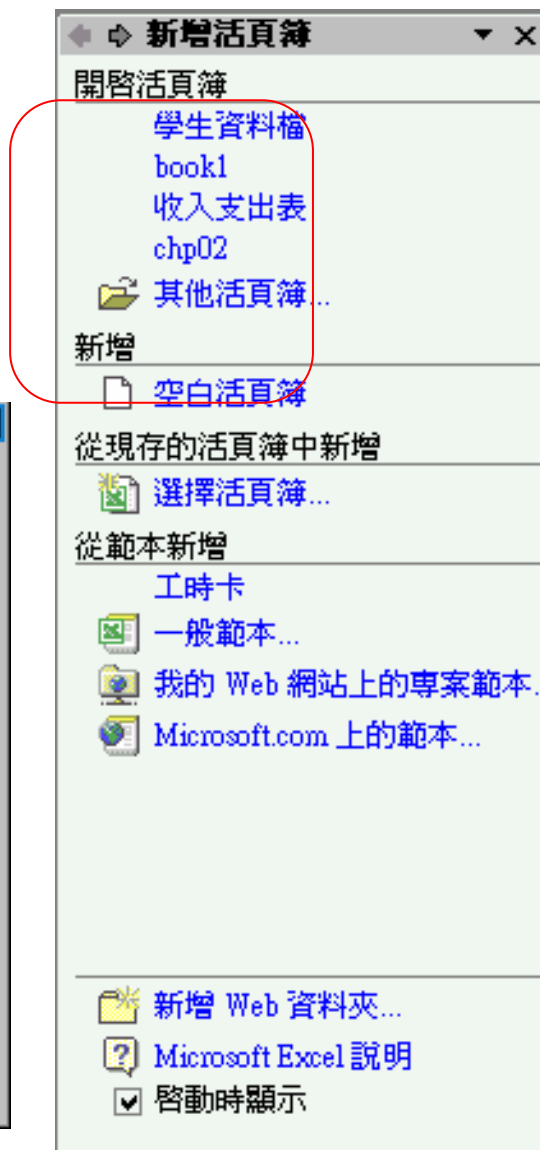 新增活頁簿
開啓活頁簿
學生資料檔
book1
收入支出表
chp02
其他活頁簿...
新增
空白活頁簿
從現存的活頁簿中新增
選擇活頁簿...
從範本新增
工時卡
一般範本...
我的 Web 網站上的專案範本.
Microsoft.com 上的範本...
新增 Web 資料夾...
Microsoft Excel 說明
啓動時顯示